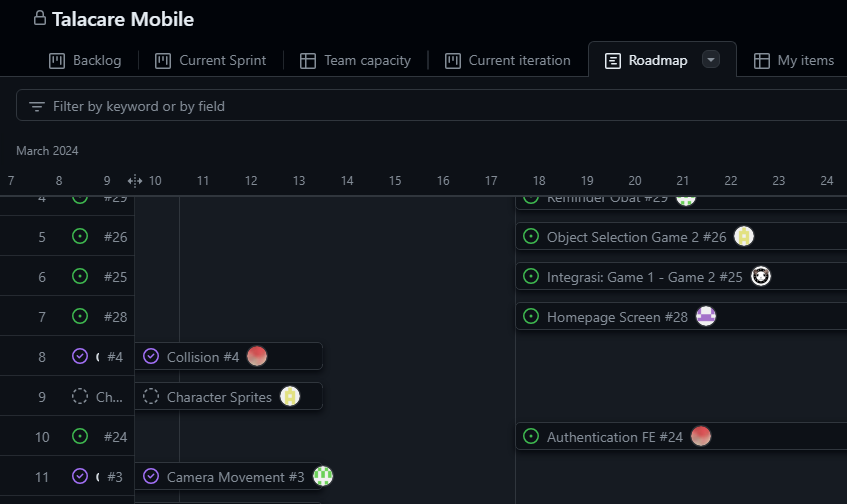 Talacare Mobile
Backlog Current Sprint Team capacity Current iteration Roadmap My items
Filter by keyword or by field
March 2024
7 8 9 10 11 12 13 14 15 16 17 18 19 20 21 22 23 24
4 #29 Reminder Obat #29
5 #26 Object Selection Game 2 #26
6 #25 Integrasi: Game 1 - Game 2 #25
7 #28 Homepage Screen #28
8 #4 Collision #4
9 Ch... Character Sprites
10 #24 Authentication FE #24
11 #3 Camera Movement #3